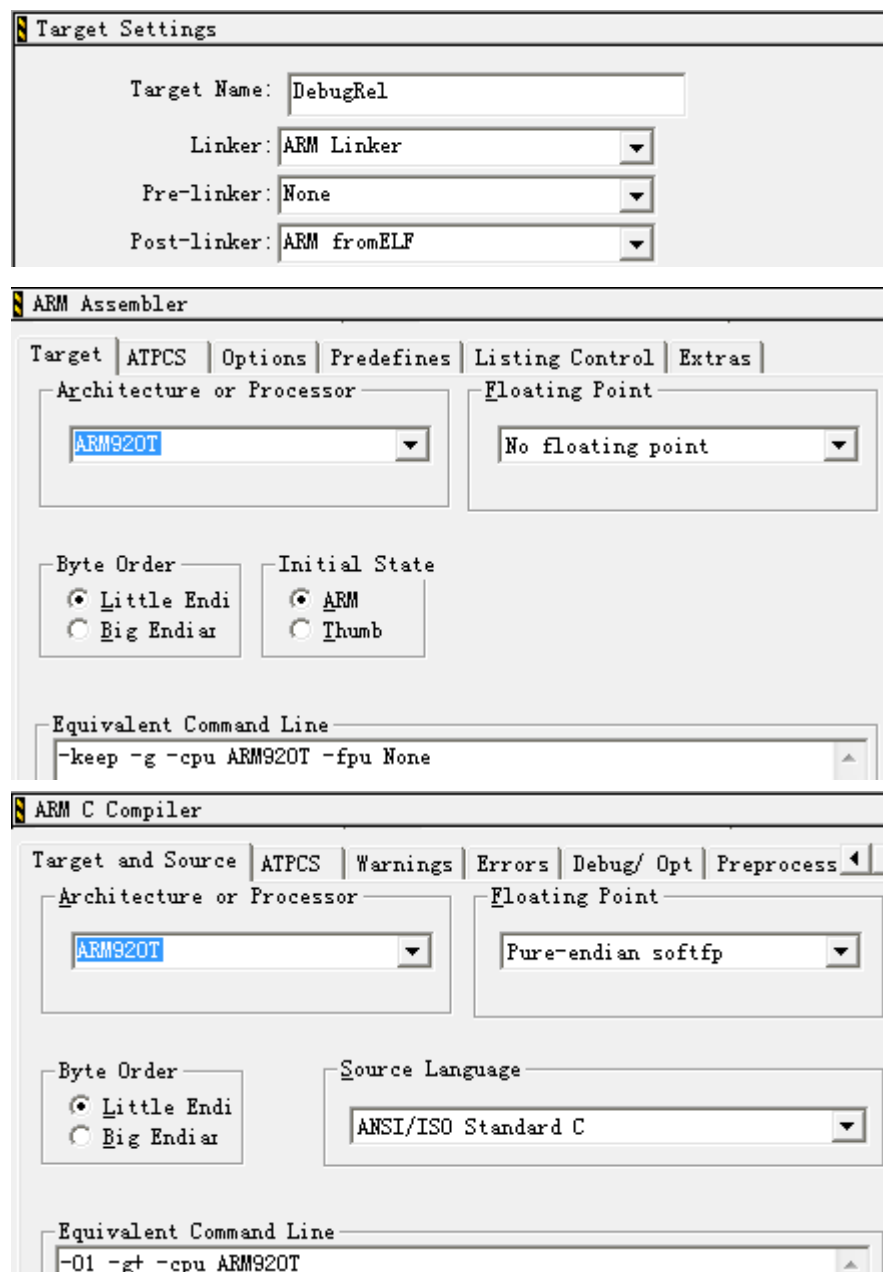 Target Settings
Target Name: DebugRel
Linker: ARM Linker
Pre-linker: None
Post-linker: ARM fromELF
ARM Assembler
Target ATPCS Options Predefines Listing Control Extras
Architecture or Processor Floating Point
ARM920T No floating point
Byte Order Initial State
Little Endi ARM
Big Endiar Thumb
Equivalent Command Line
-keep -g -cpu ARM920T -fpu None
ARM C Compiler
Target and Source ATPCS Warnings Errors Debug/ Opt Preprocess
Architecture or Processor Floating Point
ARM920T Pure-endian softfp
Byte Order Source Language
Little Endi ANSI/ISO Standard C
Big Endiar
Equivalent Command Line
-O1 -g+ -cpu ARM920T